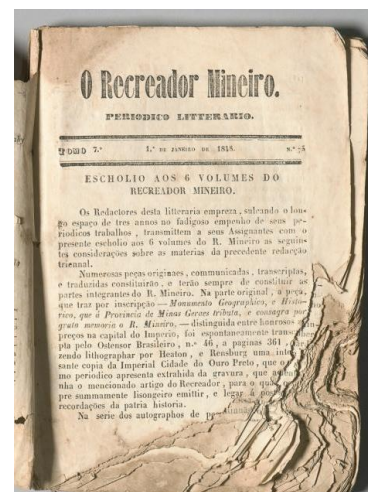 O Recreador Mineiro.
PERIODICO LITTERARIO.
TOMO 7.º 1.º DE JANEIRO DE 1848. N.º
ESCHOLIO AOS 6 VOLUMES DO
RECREADOR MINEIRO.
Os Redactores desta litteraria empreza, sulcando o lon-
go espaço de tres annos no fadigoso empenho de seus pe-
riodicos trabalhos, transmittem a seus Assignantes com o
presente escholio aos 6 volumes do R. Mineiro as seguin-
tes considerações sobre as materias da precedente redacção
triennal.
Numerosas peças originaes, communicadas, transcriptas,
e traduzidas constituirão, e terão sempre de constituir as
partes integrantes do R. Mineiro. Na parte original, a peça,
que traz por inscripção — Monumento Geographico, e Histo-
rico, que á Provincia de Minas Geraes tributa, e consagra por
grata memoria o R. Mineiro, — distinguida entre honrosos
preços na capital do Imperio, foi espontaneamente trans
pta pelo Ostensor Brasileiro, n.º 46, a paginas 361
zendo lithographar por Heaton, e Rensburg uma
sante copia da Imperial Cidade do Ouro Preto, que o
mo periodico apresenta extrahida da gravura, que
nha o mencionado artigo do Recreador, para o qual
pre summamente lisongeiro emittir, e legar á
recordações da patria historia.
Na serie dos autographos de